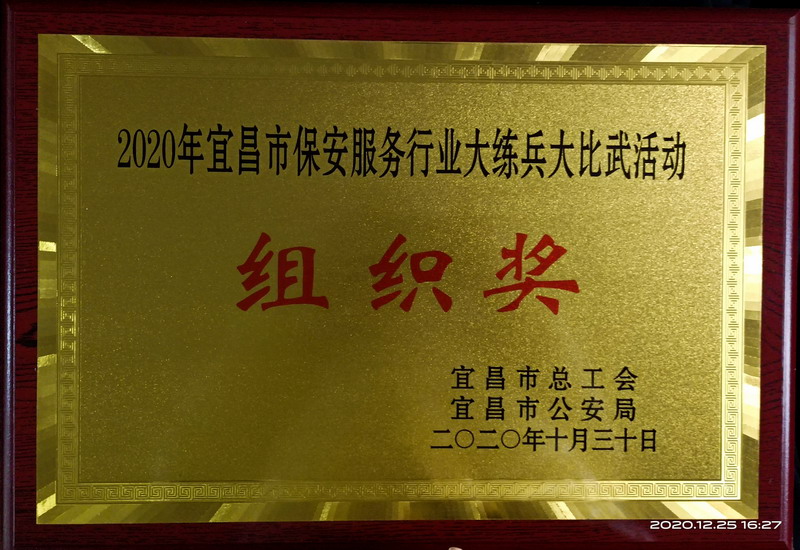 2020年宜昌市保安服务行业大练兵大比武活动
组织奖
宜昌市总工会
宜昌市公安局
二〇二〇年十月三十日
2020.12.25 16:27